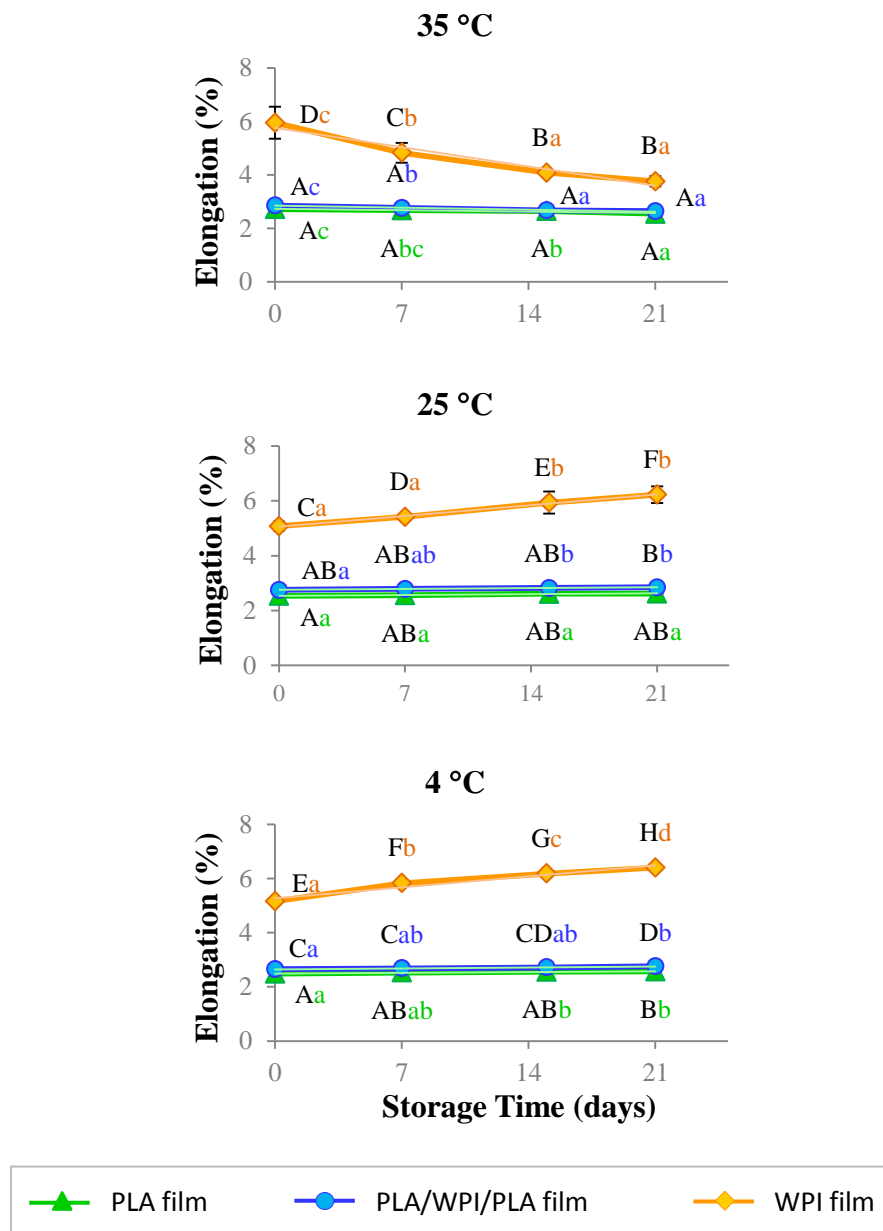 35 °C
Elongation (%)
8
6
4
2
0
Dc
Cb
Ba
Ba
Ac
Ab
Aa
Aa
Ac
Abc
Ab
Aa
0
7
14
21
25 °C
Elongation (%)
8
6
4
2
0
Ca
Da
Eb
Fb
ABa
ABab
ABb
Bb
Aa
ABa
ABa
ABa
0
7
14
21
4 °C
Elongation (%)
8
6
4
2
0
Ea
Fb
Gc
Hd
Ca
Cab
CDab
Db
Aa
ABab
ABb
Bb
0
7
14
21
Storage Time (days)
PLA film
PLA/WPI/PLA film
WPI film